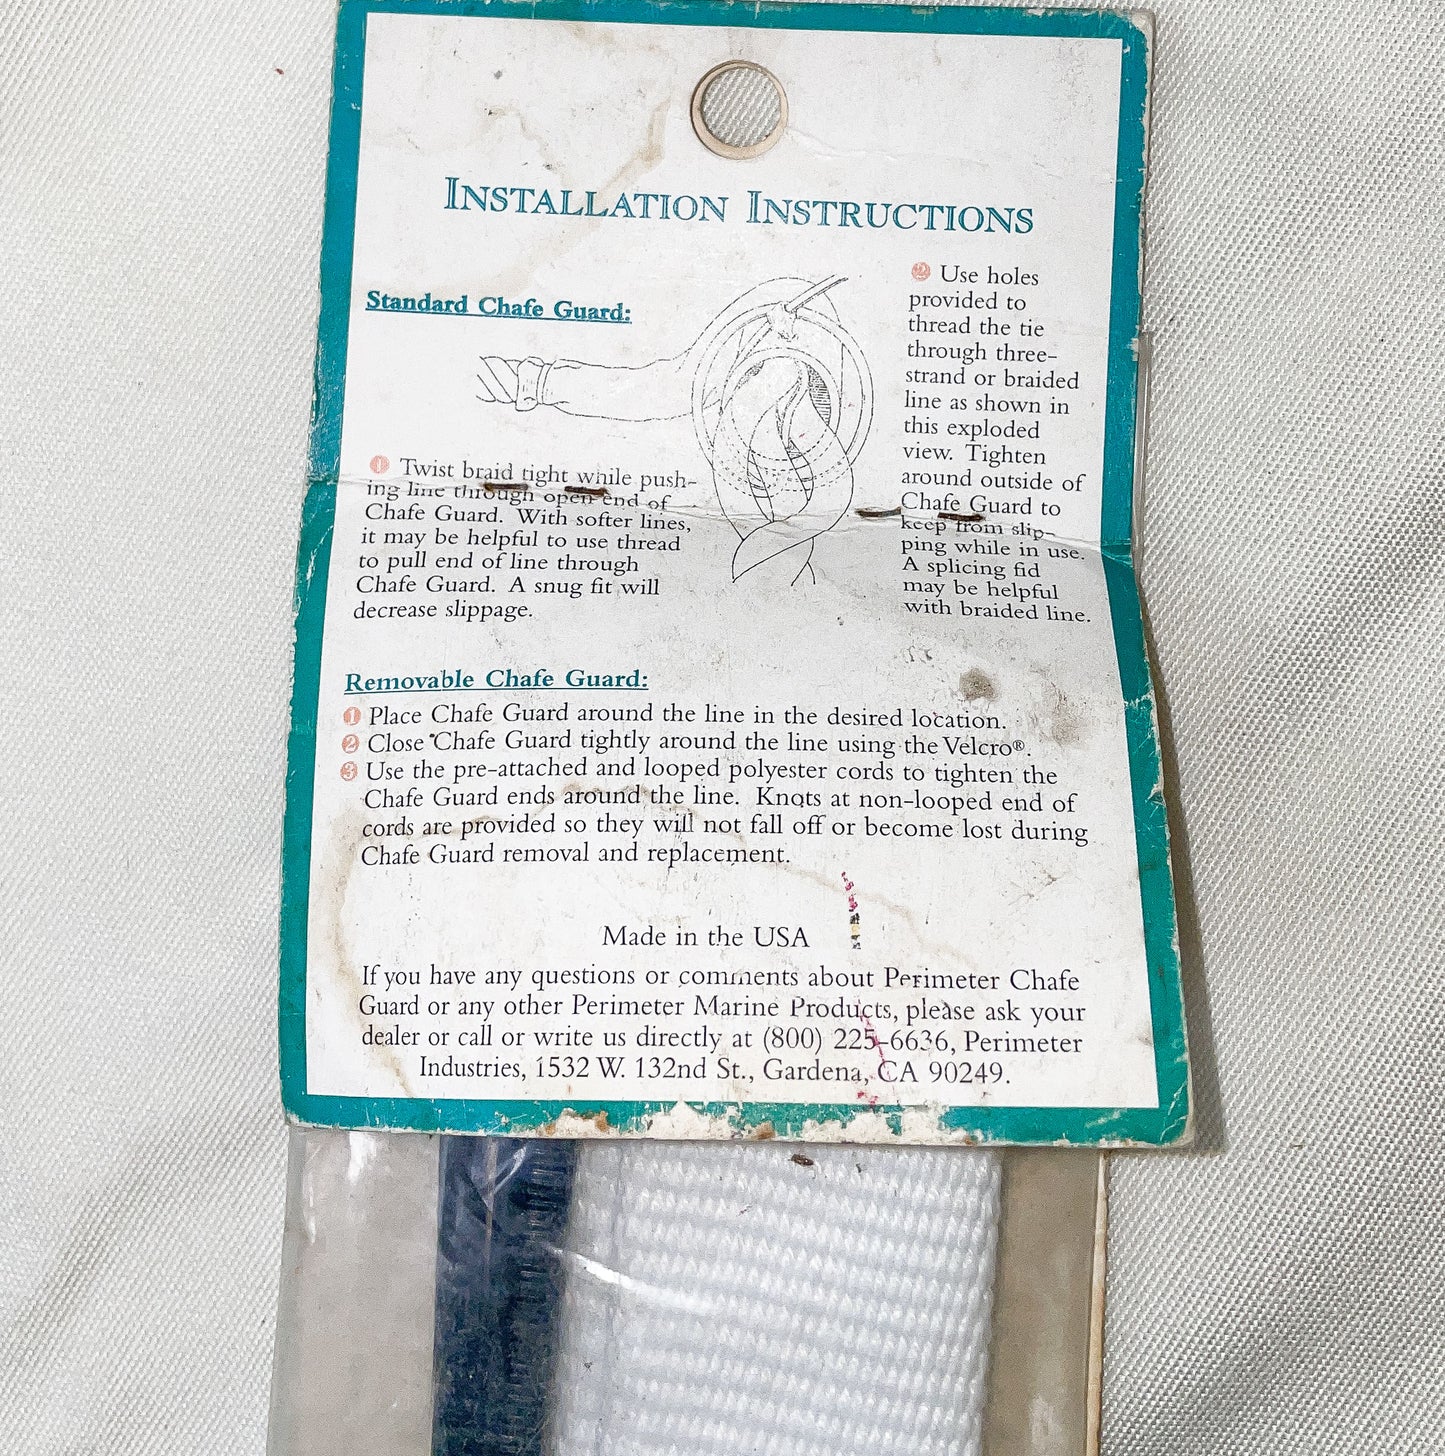 INSTALLATION INSTRUCTIONS
Standard Chafe Guard:
1 Twist braid tight while push-
ing line through open end of
Chafe Guard. With softer lines,
it may be helpful to use thread
to pull end of line through
Chafe Guard. A snug fit will
decrease slippage.
2 Use holes
provided to
thread the tie
through three-
strand or braided
line as shown in
this exploded
view. Tighten
around outside of
Chafe Guard to
keep from slip-
ping while in use.
A splicing fid
may be helpful
with braided line.
Removable Chafe Guard:
1 Place Chafe Guard around the line in the desired location.
2 Close Chafe Guard tightly around the line using the Velcro®.
3 Use the pre-attached and looped polyester cords to tighten the
Chafe Guard ends around the line. Knots at non-looped end of
cords are provided so they will not fall off or become lost during
Chafe Guard removal and replacement.
Made in the USA
If you have any questions or comments about Perimeter Chafe
Guard or any other Perimeter Marine Products, please ask your
dealer or call or write us directly at (800) 225-6636, Perimeter
Industries, 1532 W. 132nd St., Gardena, CA 90249.